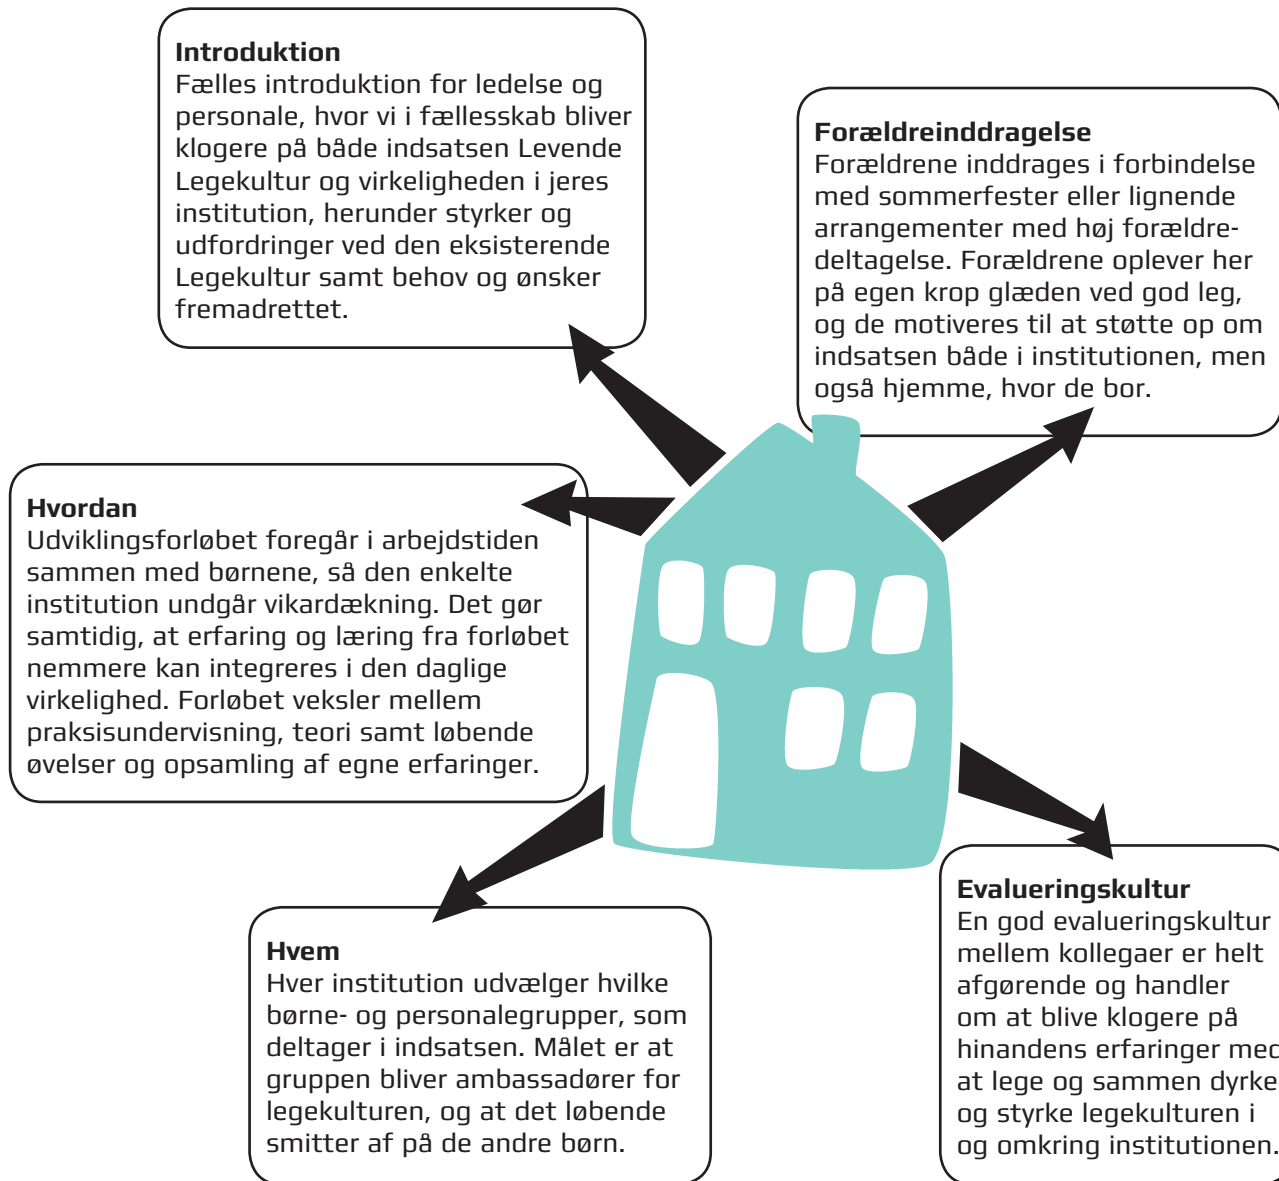 Introduktion
Fælles introduktion for ledelse og
personale, hvor vi i fællesskab bliver
klogere på både indsatsen Levende
Legekultur og virkeligheden i jeres
institution, herunder styrker og
udfordringer ved den eksisterende
Legekultur samt behov og ønsker
fremadrettet.
Forældreinddragelse
Forældrene inddrages i forbindelse
med sommerfester eller lignende
arrangementer med høj forældre-
deltagelse. Forældrene oplever her
på egen krop glæden ved god leg,
og de motiveres til at støtte op om
indsatsen både i institutionen, men
også hjemme, hvor de bor.
Hvordan
Udviklingsforløbet foregår i arbejdstiden
sammen med børnene, så den enkelte
institution undgår vikardækning. Det gør
samtidig, at erfaring og læring fra forløbet
nemmere kan integreres i den daglige
virkelighed. Forløbet veksler mellem
praksisundervisning, teori samt løbende
øvelser og opsamling af egne erfaringer.
Hvem
Hver institution udvælger hvilke
børne- og personalegrupper, som
deltager i indsatsen. Målet er at
gruppen bliver ambassadører for
legekulturen, og at det løbende
smitter af på de andre børn.
Evalueringskultur
En god evalueringskultur
mellem kollegaer er helt
afgørende og handler
om at blive klogere på
hinandens erfaringer med
at lege og sammen dyrke
og styrke legekulturen i
og omkring institutionen.